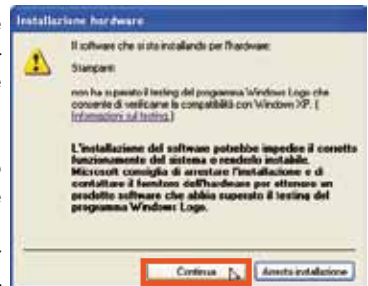 Installazione hardware
Il software che si sta installando per l'hardware:
Stampanti
non ha superato il testing del programma Windows Logo che
consente di verificarne la compatibilità con Windows XP. (
Informazioni sul testing.)
L'installazione del software potrebbe impedire il corretto
funzionamento del sistema o renderlo instabile.
Microsoft consiglia di arrestare l'installazione e di
contattare il fornitore dell'hardware per ottenere un
prodotto software che abbia superato il testing del
programma Windows Logo.
Continua
Arresta installazione